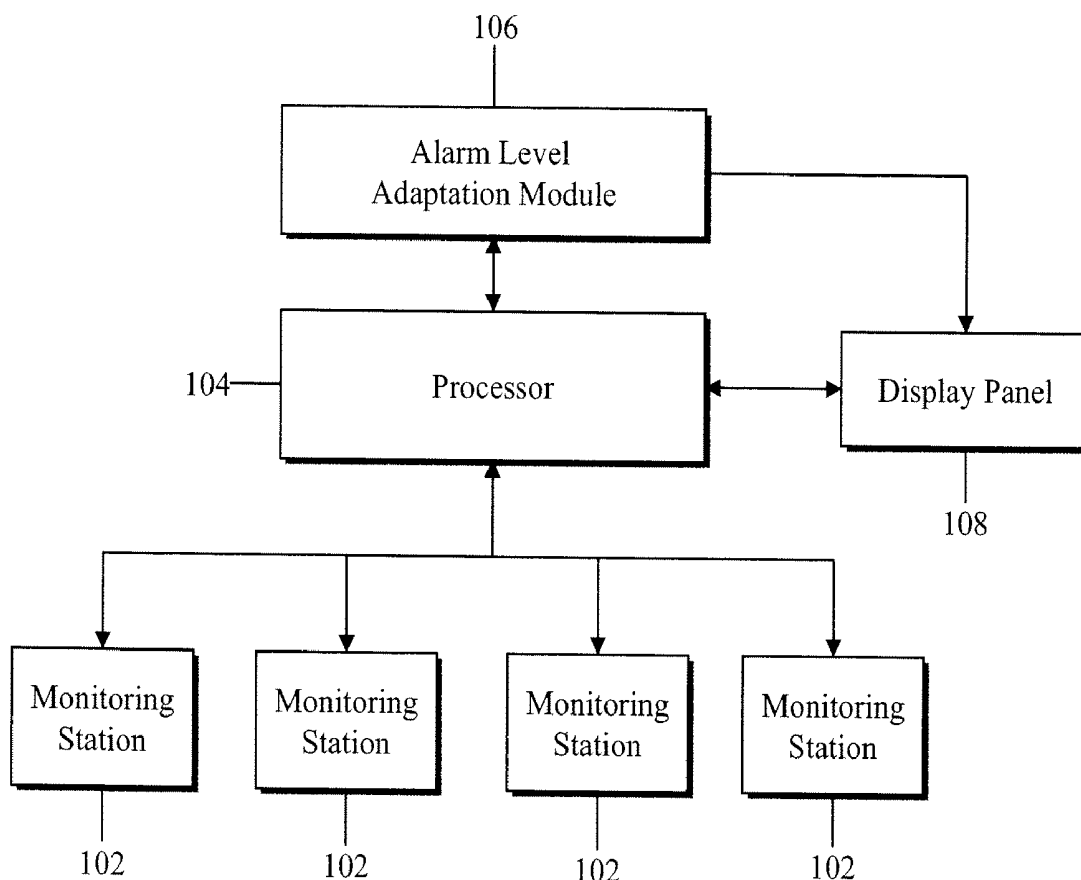 106
Alarm Level
Adaptation Module
104
Processor
Display Panel
108
Monitoring
Station
Monitoring
Station
Monitoring
Station
Monitoring
Station
102
102
102
102